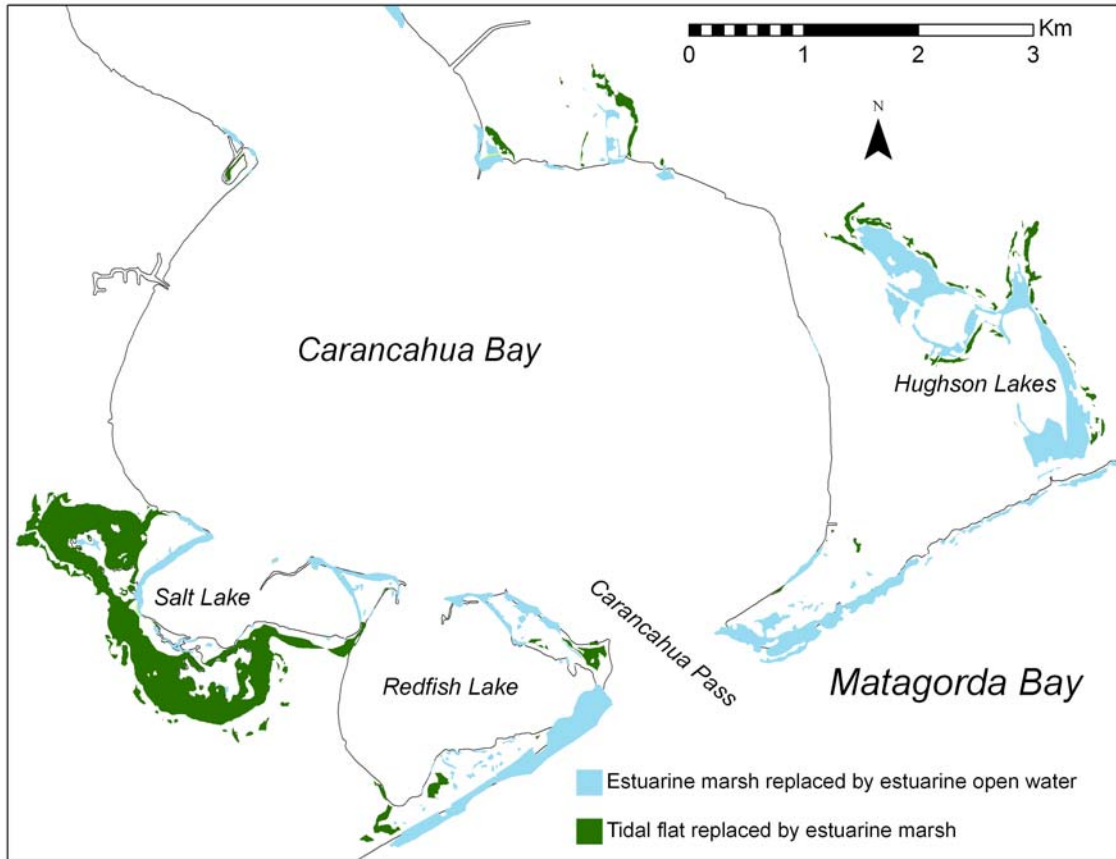 Km
0 1 2 3
N
Carancahua Bay
Hughson Lakes
Salt Lake
Carancahua Pass
Redfish Lake
Matagorda Bay
Estuarine marsh replaced by estuarine open water
Tidal flat replaced by estuarine marsh